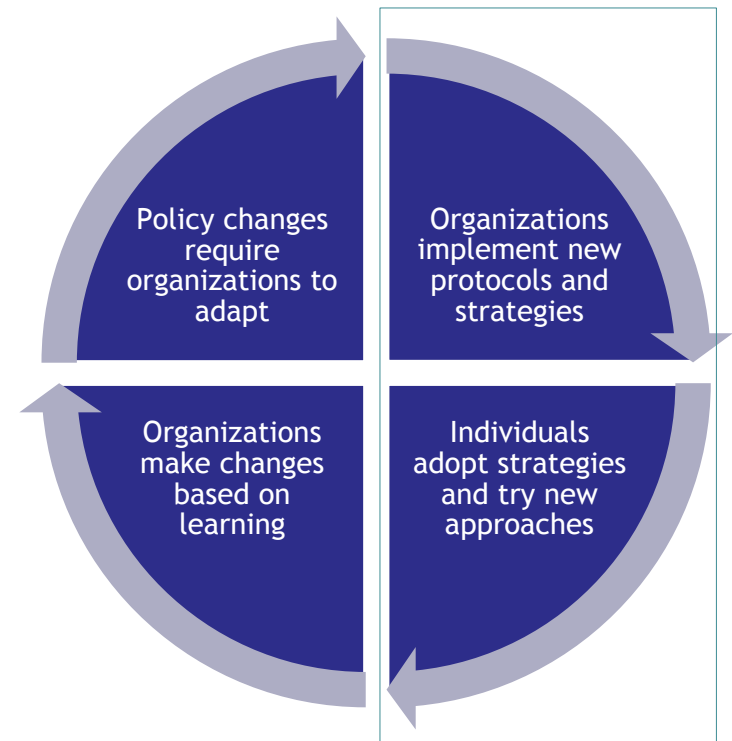 Policy changes
require
organizations to
adapt
Organizations
implement new
protocols and
strategies
Individuals
adopt strategies
and try new
approaches
Organizations
make changes
based on
learning